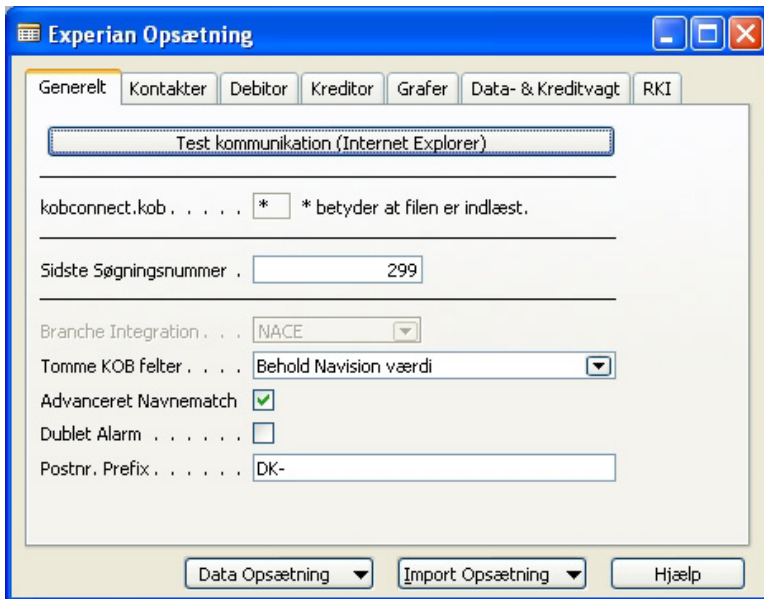 Experian Opsætning
Generelt Kontakter Debitor Kreditor Grafer Data- & Kreditvagt RKI
Test kommunikation (Internet Explorer)
kobconnect.kob . . . . . * * betyder at filen er indlæst.
Sidste Søgningsnummer . 299
Branche Integration . . . NACE
Tomme KOB felter . . . . Behold Navision værdi
Advanceret Navnematch
Dublet Alarm . . . . . .
Postnr. Prefix . . . . . . DK-
Data Opsætning Import Opsætning Hjælp